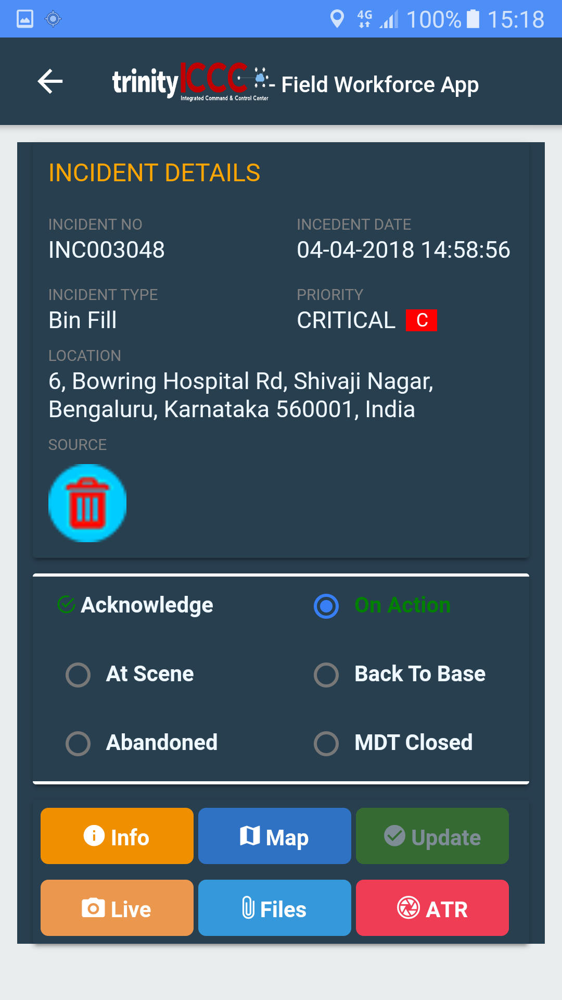 4G 100% 15:18
trinityICCC - Field Workforce App
Integrated Command & Control Center
INCIDENT DETAILS
INCIDENT NO INCEDENT DATE
INC003048 04-04-2018 14:58:56
INCIDENT TYPE PRIORITY
Bin Fill CRITICAL C
LOCATION
6, Bowring Hospital Rd, Shivaji Nagar,
Bengaluru, Karnataka 560001, India
SOURCE
Acknowledge On Action
At Scene Back To Base
Abandoned MDT Closed
Info Map Update
Live Files ATR